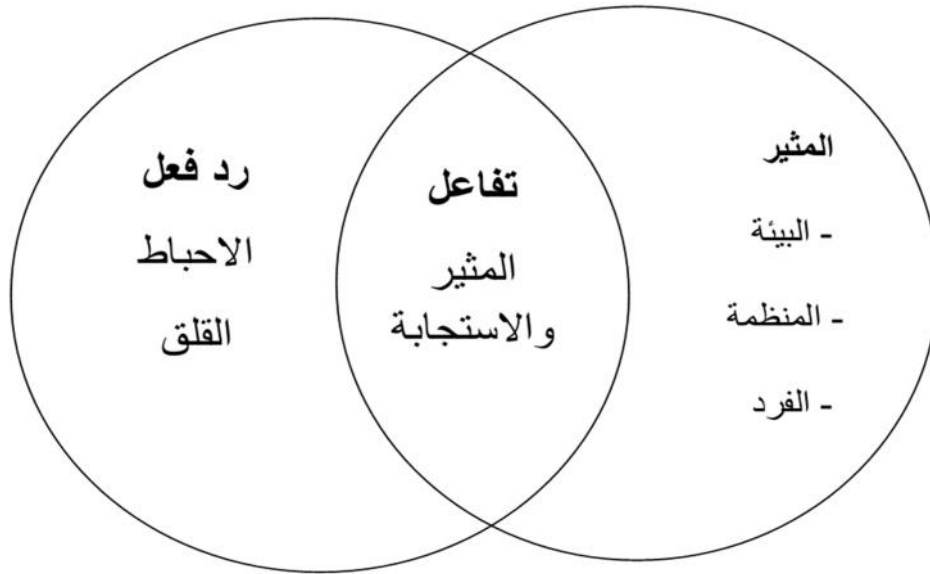 المثير
- البيئة
- المنظمة
- الفرد
تفاعل
المثير
والاستجابة
رد فعل
الاحباط
القلق